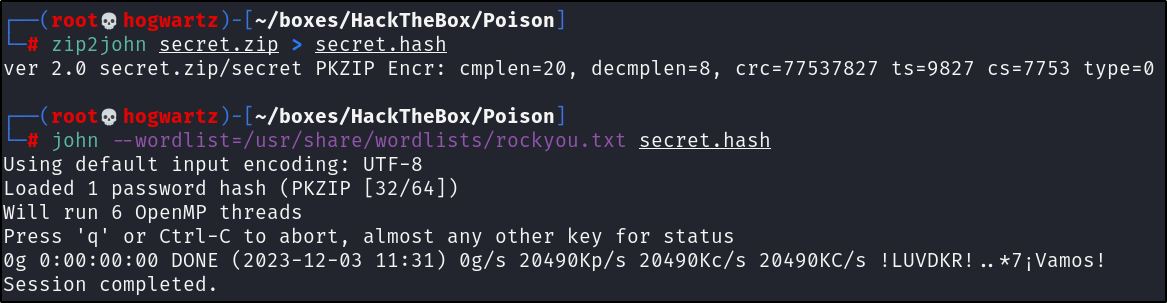 ┌──(root💀hogwartz)-[~/boxes/HackTheBox/Poison]
└─# zip2john secret.zip > secret.hash
ver 2.0 secret.zip/secret PKZIP Encr: cmplen=20, decmplen=8, crc=77537827 ts=9827 cs=7753 type=0
┌──(root💀hogwartz)-[~/boxes/HackTheBox/Poison]
└─# john --wordlist=/usr/share/wordlists/rockyou.txt secret.hash
Using default input encoding: UTF-8
Loaded 1 password hash (PKZIP [32/64])
Will run 6 OpenMP threads
Press 'q' or Ctrl-C to abort, almost any other key for status
0g 0:00:00:00 DONE (2023-12-03 11:31) 0g/s 20490Kp/s 20490Kc/s 20490KC/s !LUVDKR!..*7¡Vamos!
Session completed.